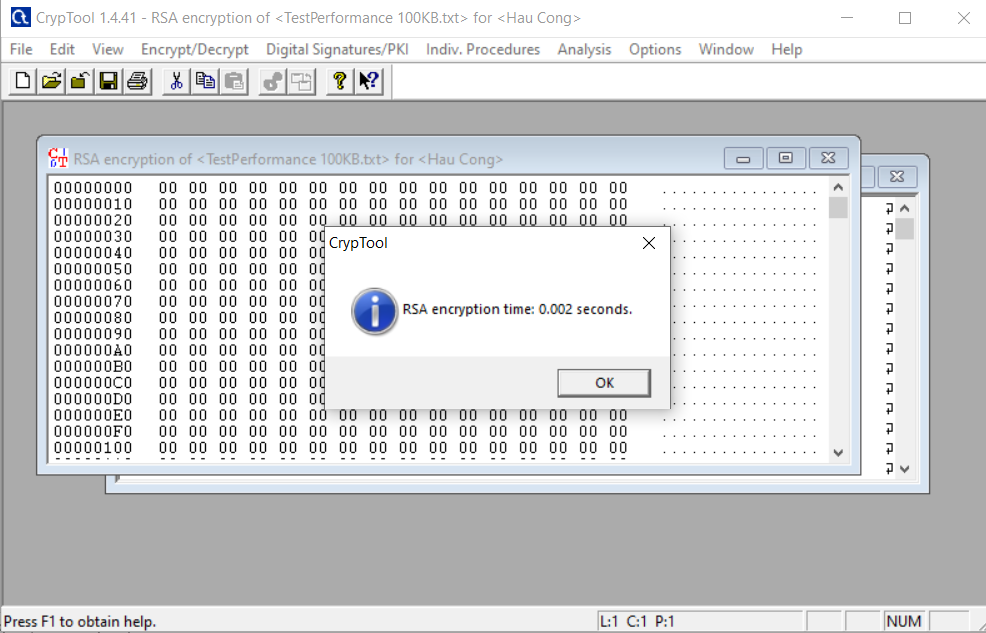 CrypTool 1.4.41 - RSA encryption of <TestPerformance 100KB.txt> for <Hau Cong>
File Edit View Encrypt/Decrypt Digital Signatures/PKI Indiv. Procedures Analysis Options Window Help
RSA encryption of <TestPerformance 100KB.txt> for <Hau Cong>
00000000 00 00 00 00 00 00 00 00 00 00 00 00 00 00 00 00 ................
00000010 00 00 00 00 00 00 00 00 00 00 00 00 00 00 00 00 ................
00000020 00 00 00 00 00 00 00 00 00 00 00 00 00 00 00 00 ................
00000030 00 00 00 00 00 00
00000040 00 00 00 00 00 00
00000050 00 00 00 00 00 00
00000060 00 00 00 00 00 00
00000070 00 00 00 00 00 00
00000080 00 00 00 00 00 00
00000090 00 00 00 00 00 00
000000A0 00 00 00 00 00 00
000000B0 00 00 00 00 00 00
000000C0 00 00 00 00 00 00
000000D0 00 00 00 00 00 00
000000E0 00 00 00 00 00 00 00 00 00 00 00 00 00 00 00 00 ................
000000F0 00 00 00 00 00 00 00 00 00 00 00 00 00 00 00 00 ................
00000100 00 00 00 00 00 00 00 00 00 00 00 00 00 00 00 00 ................
CrypTool
RSA encryption time: 0.002 seconds.
OK
Press F1 to obtain help.
L:1 C:1 P:1
NUM